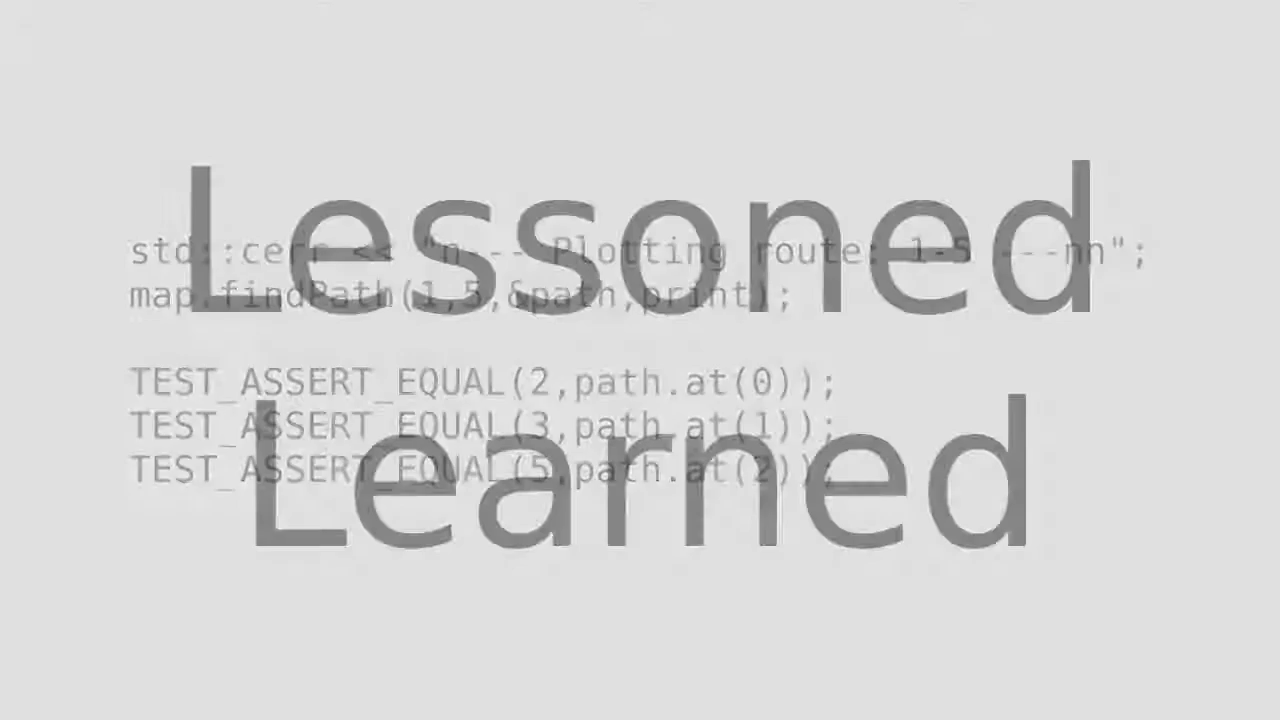 Lessoned
std::cerr << "n--- Plotting route: 1-5 ---nn";
map.findPath(1,5,&path,print);
TEST_ASSERT_EQUAL(2,path.at(0));
Learned
TEST_ASSERT_EQUAL(3,path.at(1));
TEST_ASSERT_EQUAL(5,path.at(2));